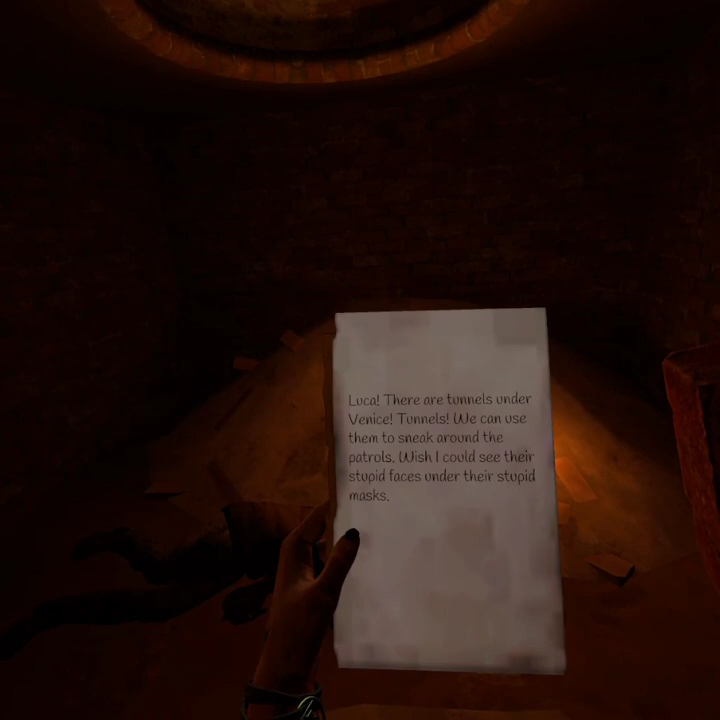 Luca! There are tunnels under
Venice! Tunnels! We can use
them to sneak around the
patrols. Wish I could see their
stupid faces under their stupid
masks.